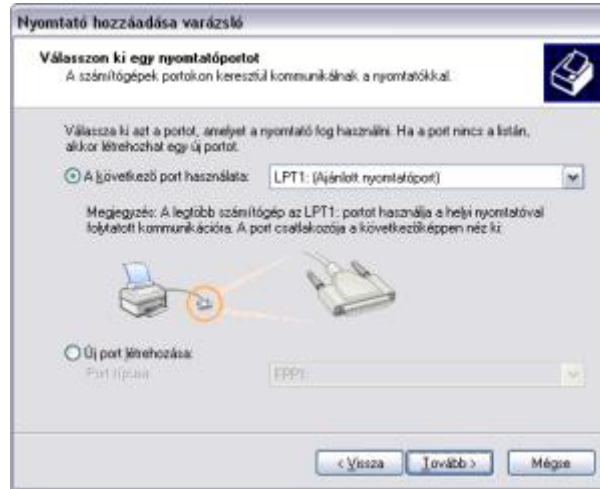 Nyomtató hozzáadása varázsló
Válasszon ki egy nyomtatóportot
A számítógépek portokon keresztül kommunikálnak a nyomtatókkal.
Válassza ki azt a portot, amelyet a nyomtató fog használni. Ha a port nincs a listán,
akkor létrehozhat egy új portot.
A következő port használata: LPT1: (Ajánlott nyomtatóport)
Megjegyzés: A legtöbb számítógép az LPT1: portot használja a helyi nyomtatóval
folytatott kommunikációra. A port csatlakozója a következőképpen néz ki:
Új port létrehozása:
Port típusa: FPP1:
< Vissza Tovább > Mégse